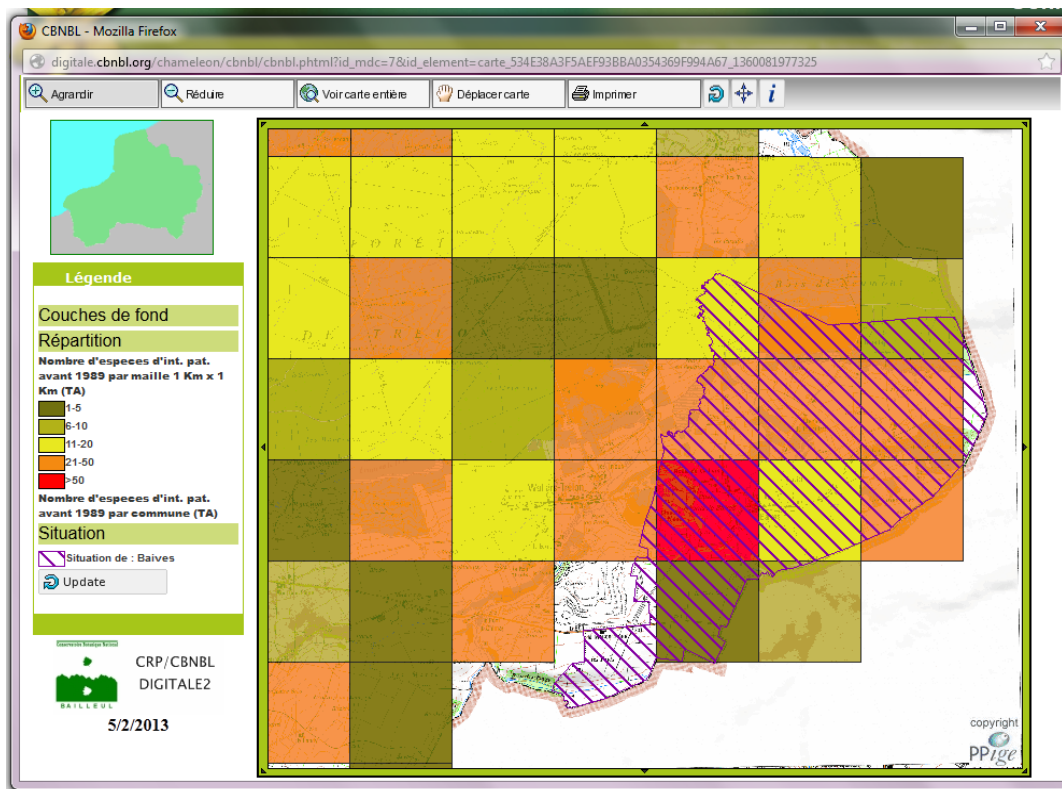 CBNBL - Mozilla Firefox
digitale.cbnbl.org/chameleon/cbnbl/cbnbl.phtml?id_mdc=7&id_element=carte_534E38A3F5AEF93BBA0354369F994A67_1360081977325
Agrandir
Réduire
Voir carte entière
Déplacer carte
Imprimer
i
Légende
Couches de fond
Répartition
Nombre d'especes d'int. pat.
avant 1989 par maille 1 Km x 1
Km (TA)
1-5
6-10
11-20
21-50
>50
Nombre d'especes d'int. pat.
avant 1989 par commune (TA)
Situation
Situation de : Baives
Update
BAILLEUL
CRP/CBNBL
DIGITALE2
5/2/2013
FORÊT
DE TRELON
copyright
PPige